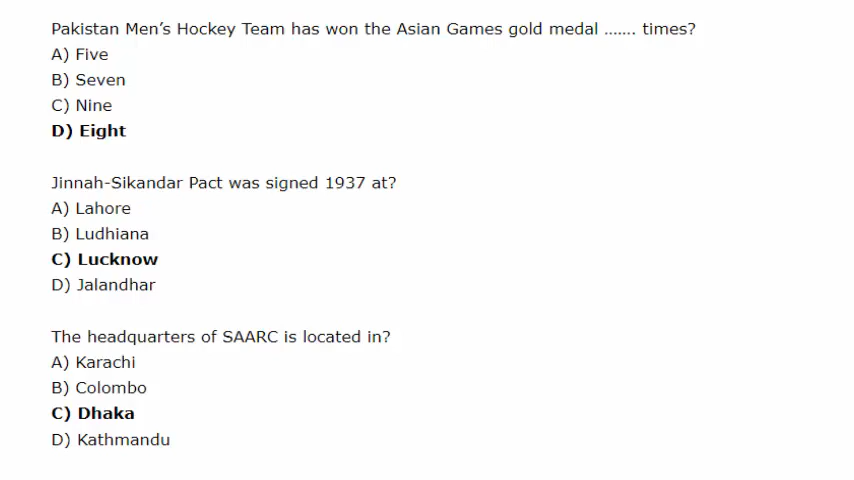 Pakistan Men’s Hockey Team has won the Asian Games gold medal ……. times?
A) Five
B) Seven
C) Nine
D) Eight
Jinnah-Sikandar Pact was signed 1937 at?
A) Lahore
B) Ludhiana
C) Lucknow
D) Jalandhar
The headquarters of SAARC is located in?
A) Karachi
B) Colombo
C) Dhaka
D) Kathmandu